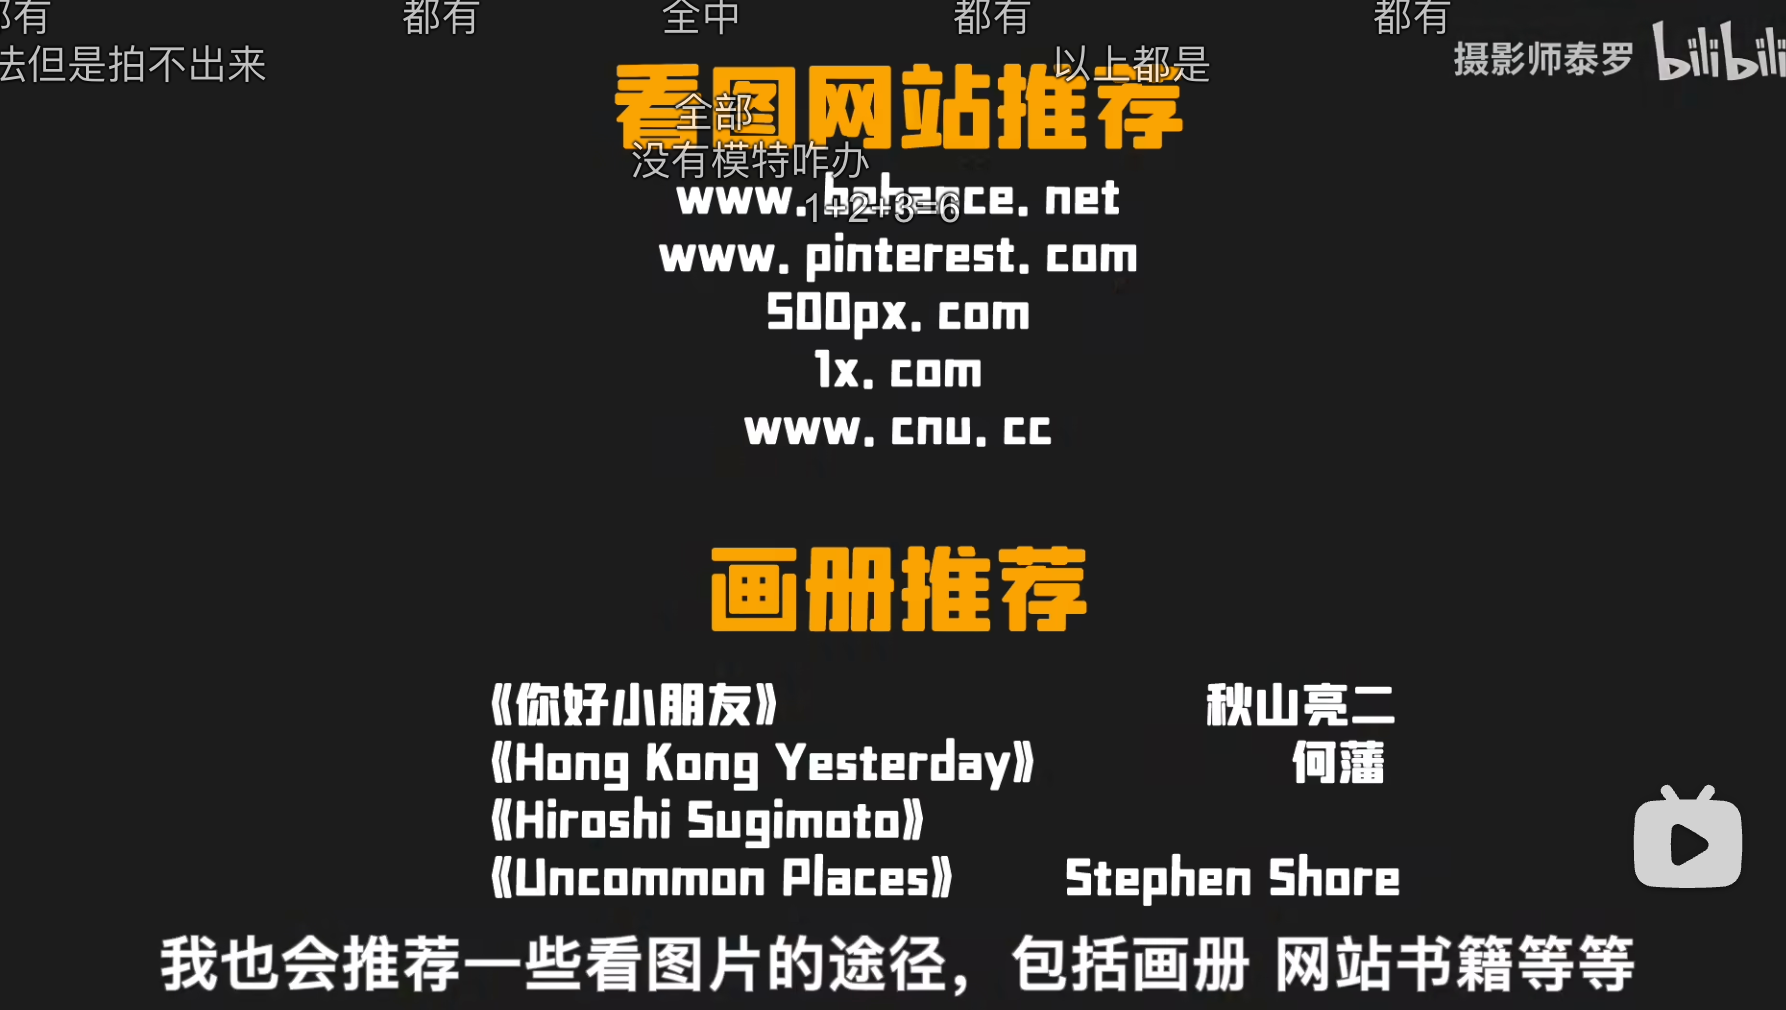 都有
都有
全中
都有
都有
法但是拍不出来
以上都是
摄影师泰罗
bilibili
看图网站推荐
全部
没有模特咋办
1+2+3=6
www.
ce. net
www. pinterest. com
500px. com
1x. com
www. cnu. cc
画册推荐
《你好小朋友》 秋山亮二
《Hong Kong Yesterday》 何藩
《Hiroshi Sugimoto》
《Uncommon Places》 Stephen Shore
我也会推荐一些看图片的途径，包括画册 网站书籍等等